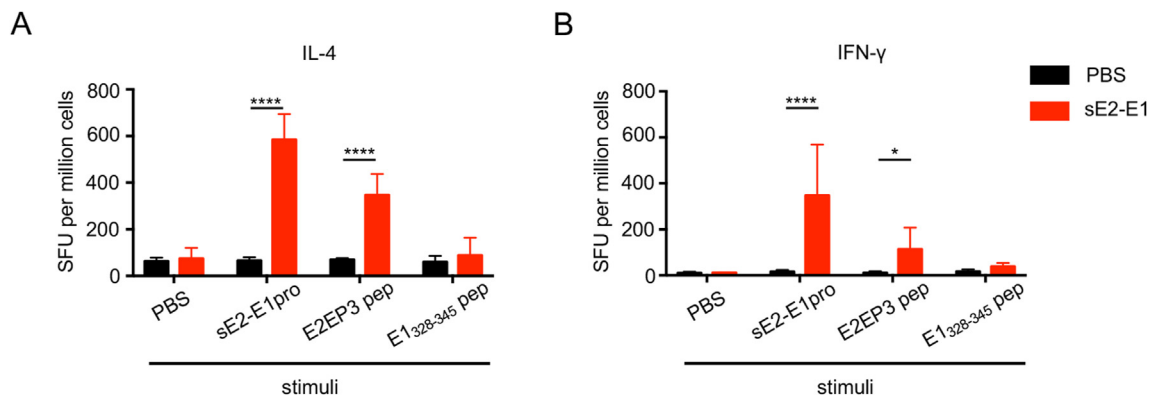 A
IL-4
SFU per million cells
800
600
400
200
0
****
****
PBS
sE2-E1pro
E2EP3 pep
E1328-345 pep
stimuli
B
IFN-γ
SFU per million cells
800
600
400
200
0
****
*
PBS
sE2-E1pro
E2EP3 pep
E1328-345 pep
stimuli
PBS
sE2-E1